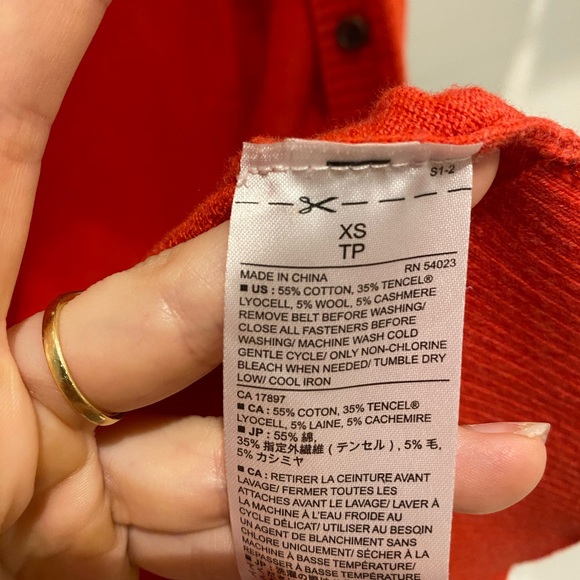 S1-2
XS
TP
MADE IN CHINA RN 54023
■ US : 55% COTTON, 35% TENCEL®
LYOCELL, 5% WOOL, 5% CASHMERE
REMOVE BELT BEFORE WASHING/
CLOSE ALL FASTENERS BEFORE
WASHING/ MACHINE WASH COLD
GENTLE CYCLE/ ONLY NON-CHLORINE
BLEACH WHEN NEEDED/ TUMBLE DRY
LOW/ COOL IRON
CA 17897
■ CA : 55% COTON, 35% TENCEL®
LYOCELL, 5% LAINE, 5% CACHEMIRE
■ JP : 55% 綿,
35% 指定外繊維 (テンセル) , 5% 毛,
5% カシミヤ
■ CA : RETIRER LA CEINTURE AVANT
LAVAGE/ FERMER TOUTES LES
ATTACHES AVANT LAVAGE/ LAVER À
LA MACHINE À L'EAU FROIDE AU
CYCLE DÉLICAT/ UTILISER AU BESOIN
UN AGENT DE BLANCHIMENT SANS
CHLORE UNIQUEMENT/ SÉCHER À LA
MACHINE À BASSE TEMPÉRATURE/
REPASSER À BASSE TEMPÉRATURE
■ JP :